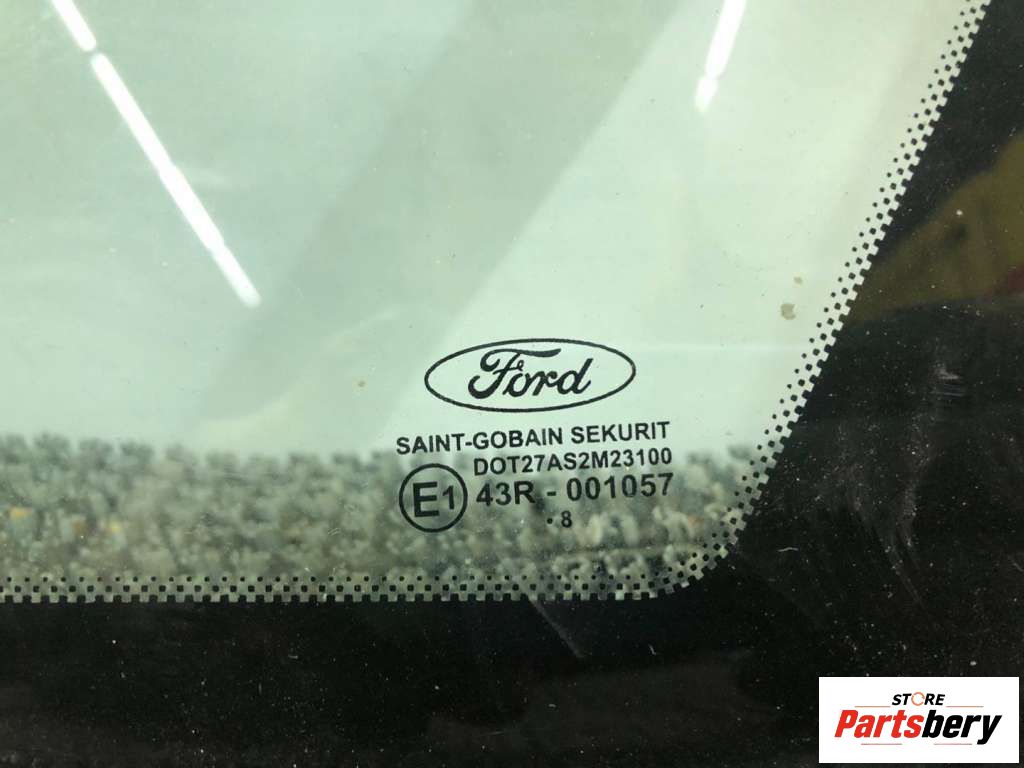 Ford
SAINT-GOBAIN SEKURIT
DOT27AS2M23100
E1 43R - 001057
. 8
STORE
Partsbery